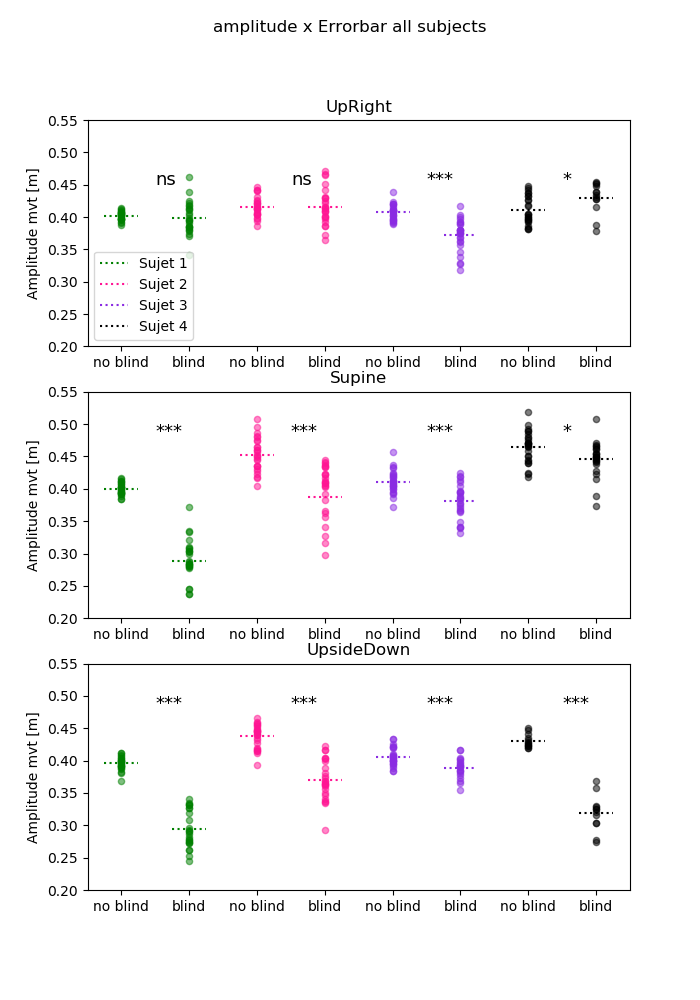 amplitude x Errorbar all subjects
UpRight
Amplitude mvt [m]
0.55
0.50
0.45
0.40
0.35
0.30
0.25
0.20
ns ns *** *
Sujet 1
Sujet 2
Sujet 3
Sujet 4
no blind blind no blind blind no blind blind no blind blind
Supine
Amplitude mvt [m]
0.55
0.50
0.45
0.40
0.35
0.30
0.25
0.20
*** *** *** *
no blind blind no blind blind no blind blind no blind blind
UpsideDown
Amplitude mvt [m]
0.55
0.50
0.45
0.40
0.35
0.30
0.25
0.20
*** *** *** ***
no blind blind no blind blind no blind blind no blind blind